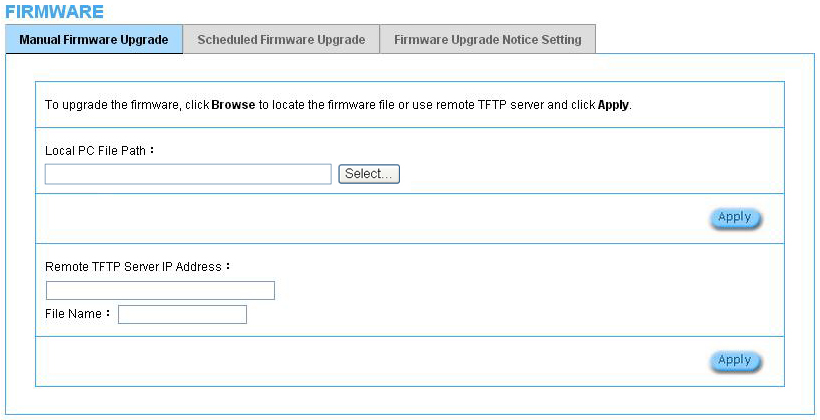 FIRMWARE
Manual Firmware Upgrade
Scheduled Firmware Upgrade
Firmware Upgrade Notice Setting
To upgrade the firmware, click Browse to locate the firmware file or use remote TFTP server and click Apply.
Local PC File Path：
Select...
Apply
Remote TFTP Server IP Address：
File Name：
Apply